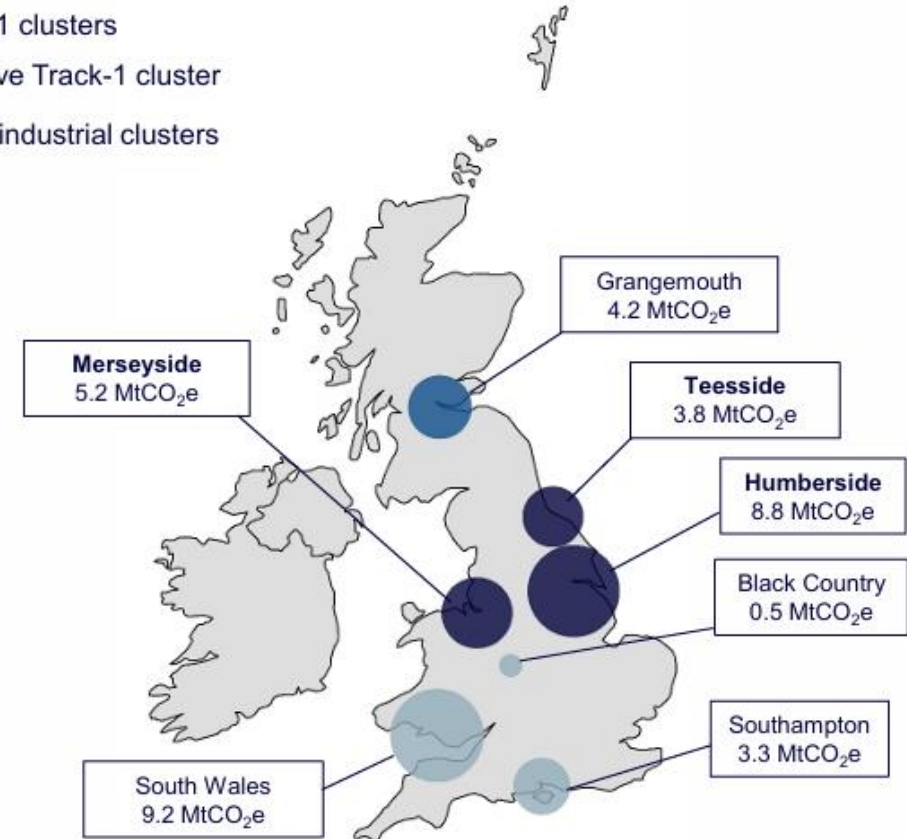 1 clusters
ve Track-1 cluster
industrial clusters
Grangemouth
4.2 MtCO₂e
Merseyside
5.2 MtCO₂e
Teesside
3.8 MtCO₂e
Humberside
8.8 MtCO₂e
Black Country
0.5 MtCO₂e
Southampton
3.3 MtCO₂e
South Wales
9.2 MtCO₂e